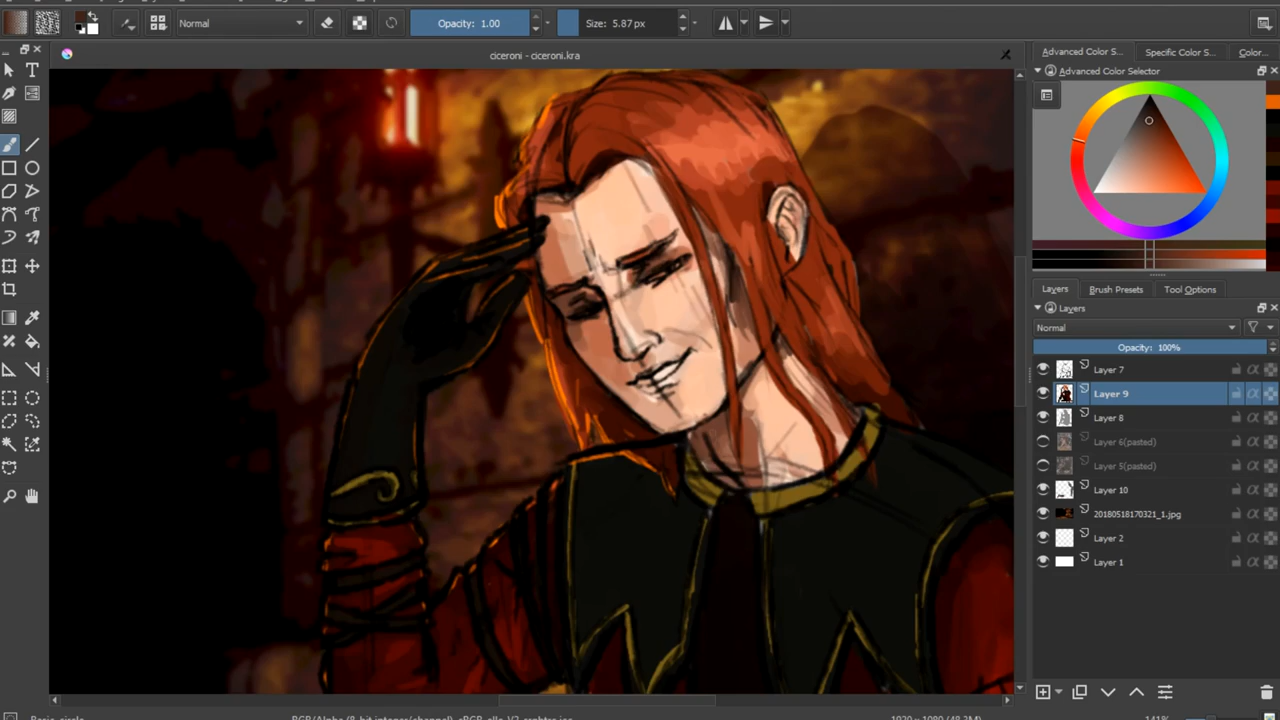 Normal
Opacity: 1.00
Size: 5.87 px
ciceroni - ciceroni.kra
Advanced Color S...
Specific Color S...
Color...
Advanced Color Selector
Layers
Brush Presets
Tool Options
Layers
Normal
Opacity: 100%
Layer 7
Layer 9
Layer 8
Layer 6(pasted)
Layer 5(pasted)
Layer 10
20180518170321_1.jpg
Layer 2
Layer 1